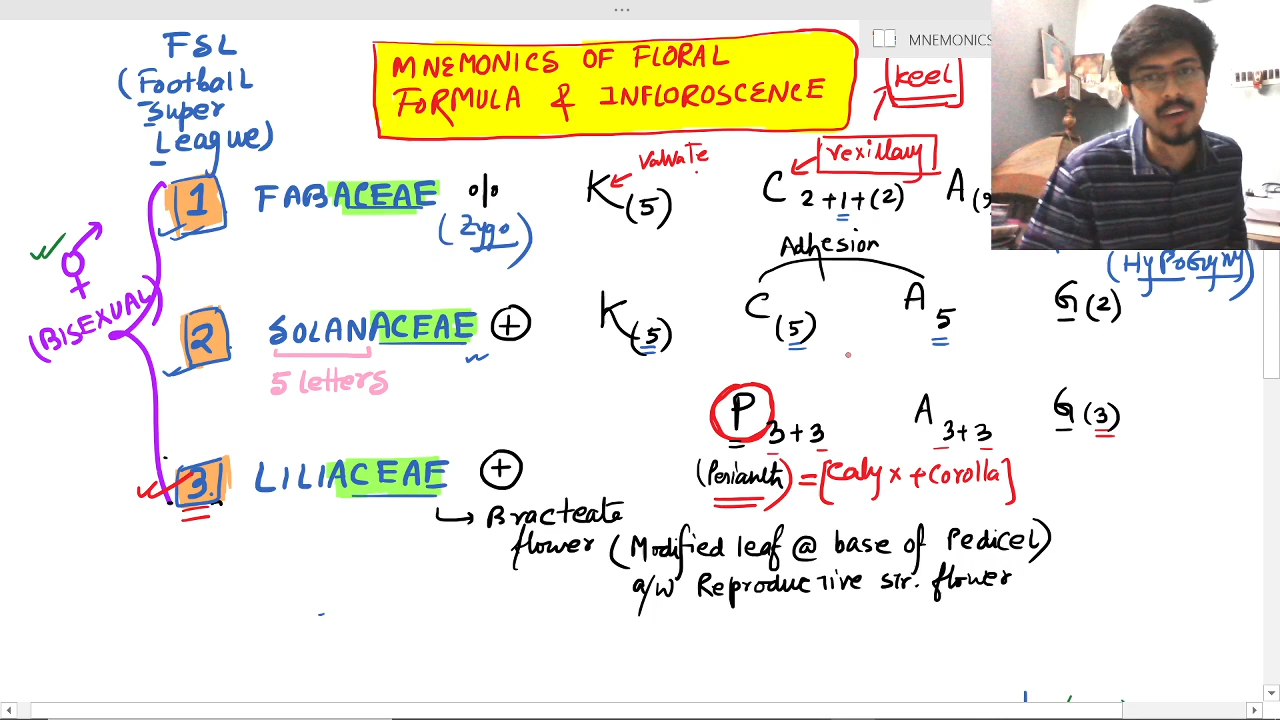 FSL
(Football
Super
League)
MNEMONICS OF FLORAL
FORMULA & INFLOROSCENCE
MNEMONICS
keel
valvate
vexillary
1 FABACEAE % K(5) C 2+1+(2) A(9
(Zygo)
(HYPOGYNY)
Adhesion
(BISEXUAL)
2 SOLANACEAE ⊕ K(5) C(5) A5 G(2)
5 letters
P3+3 A3+3 G(3)
3. LILIACEAE ⊕ (Perianth) = [Calyx + Corolla]
Bracteate
flower (Modified leaf @ base of Pedicel)
a/w Reproductive str. flower